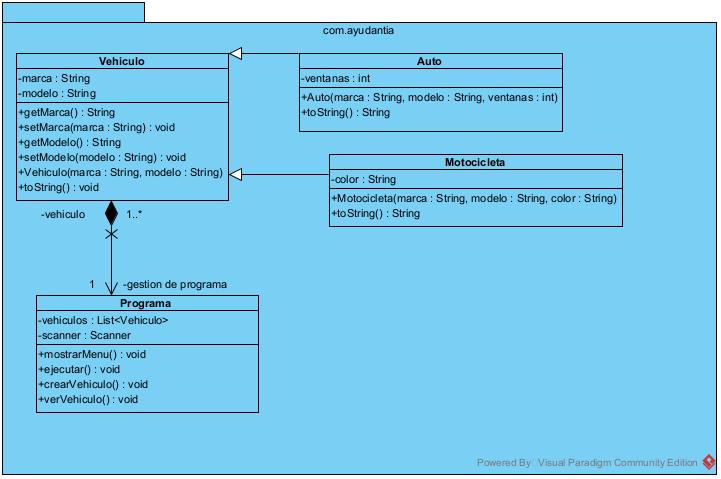 com.ayudantia
Vehiculo
-marca : String
-modelo : String
+getMarca() : String
+setMarca(marca : String) : void
+getModelo() : String
+setModelo(modelo : String) : void
+Vehiculo(marca : String, modelo : String)
+toString() : void
Auto
-ventanas : int
+Auto(marca : String, modelo : String, ventanas : int)
+toString() : String
Motocicleta
-color : String
+Motocicleta(marca : String, modelo : String, color : String)
+toString() : String
-vehiculo
1..*
1
-gestion de programa
Programa
-vehiculos : List<Vehiculo>
-scanner : Scanner
+mostrarMenu() : void
+ejecutar() : void
+crearVehiculo() : void
+verVehiculo() : void
Powered By Visual Paradigm Community Edition